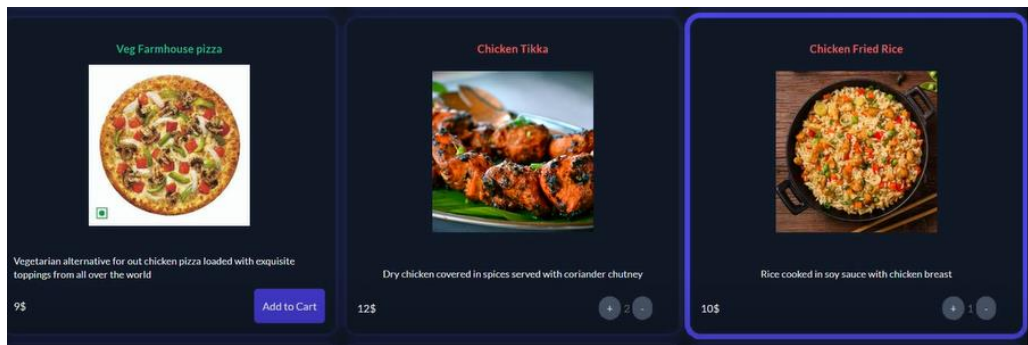 Veg Farmhouse pizza
Vegetarian alternative for out chicken pizza loaded with exquisite
toppings from all over the world
9$
Add to Cart
Chicken Tikka
Dry chicken covered in spices served with coriander chutney
12$
+ 2 -
Chicken Fried Rice
Rice cooked in soy sauce with chicken breast
10$
+ 1 -